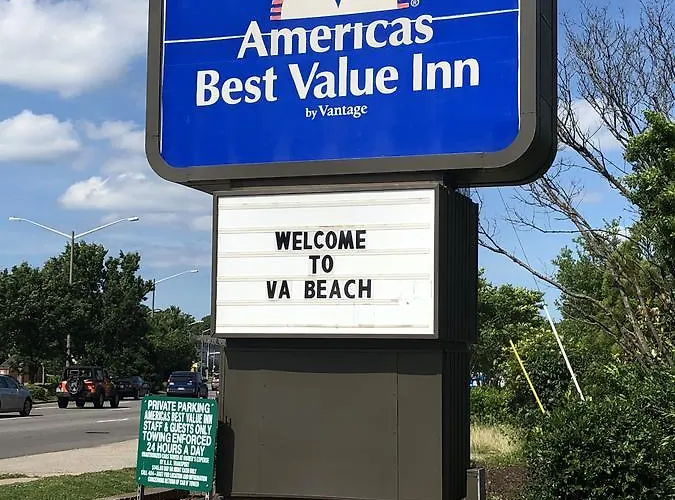 ®
Americas
Best Value Inn
by Vantage
WELCOME
TO
VA BEACH
PRIVATE PARKING
AMERICAS BEST VALUE INN
STAFF & GUESTS ONLY
TOWING ENFORCED
24 HOURS A DAY